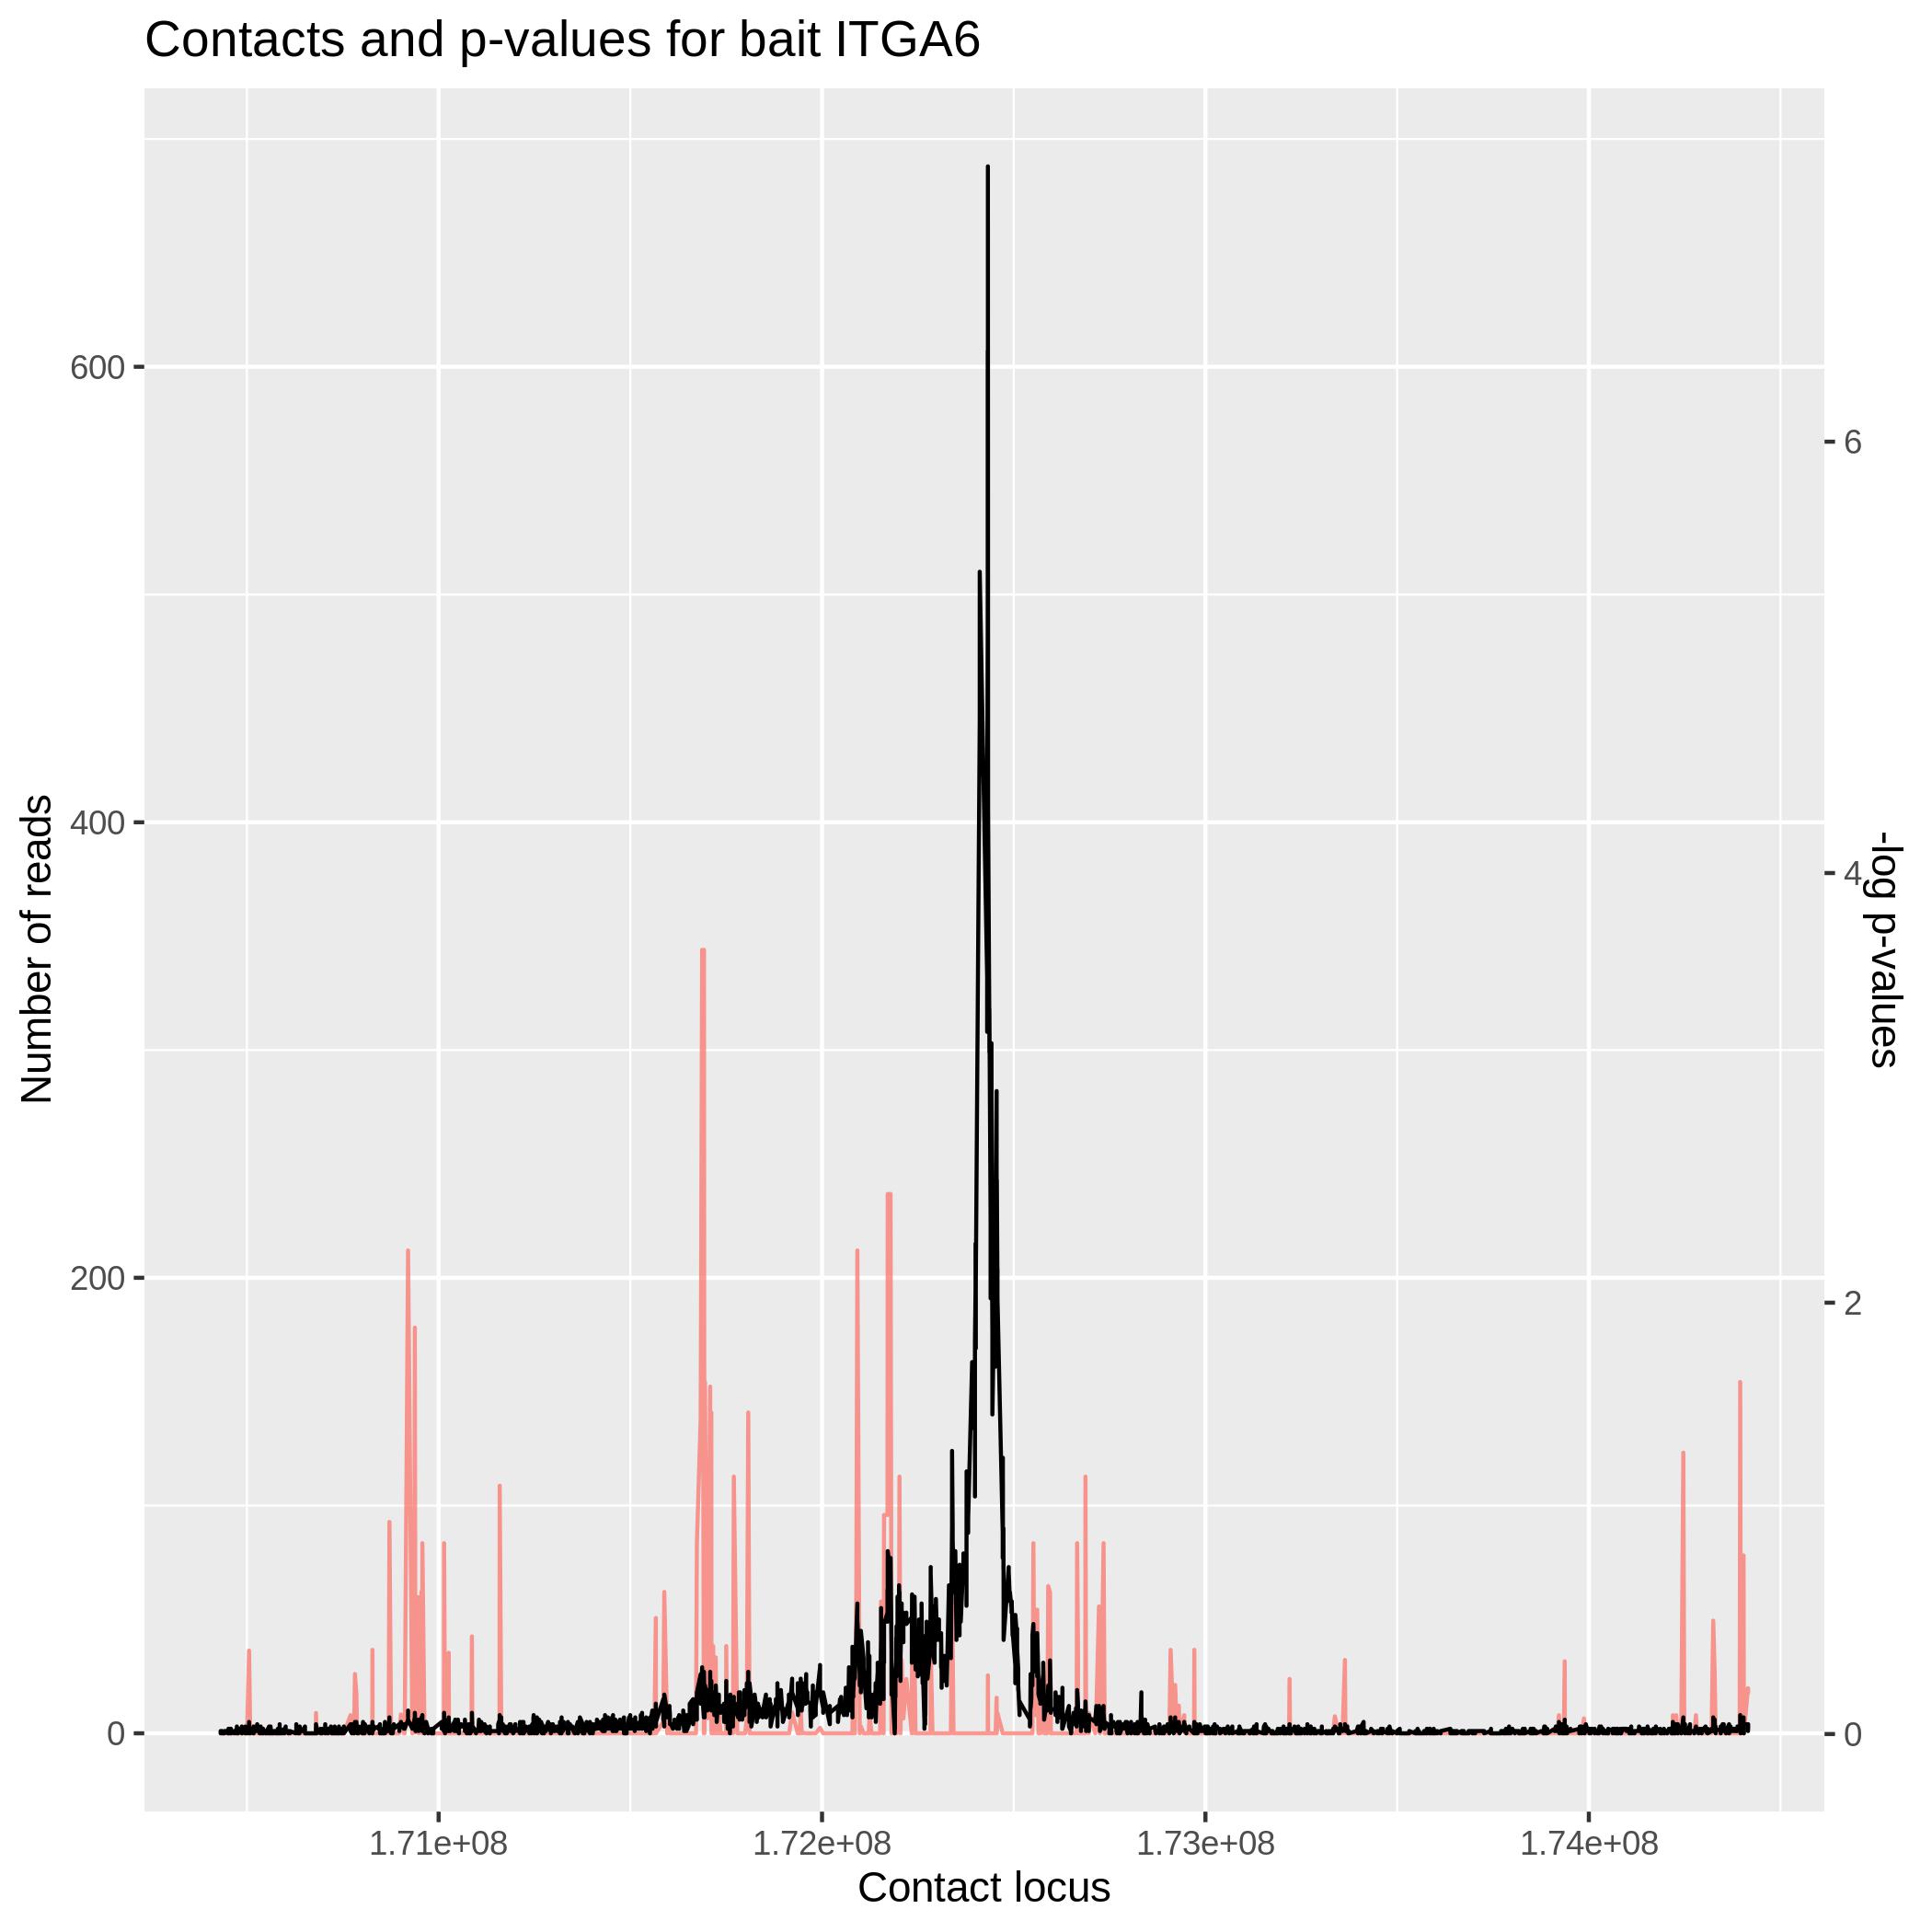 Contacts and p-values for bait ITGA6
Number of reads
600
400
200
0
6
4
2
0
-log p-values
1.71e+08
1.72e+08
1.73e+08
1.74e+08
Contact locus